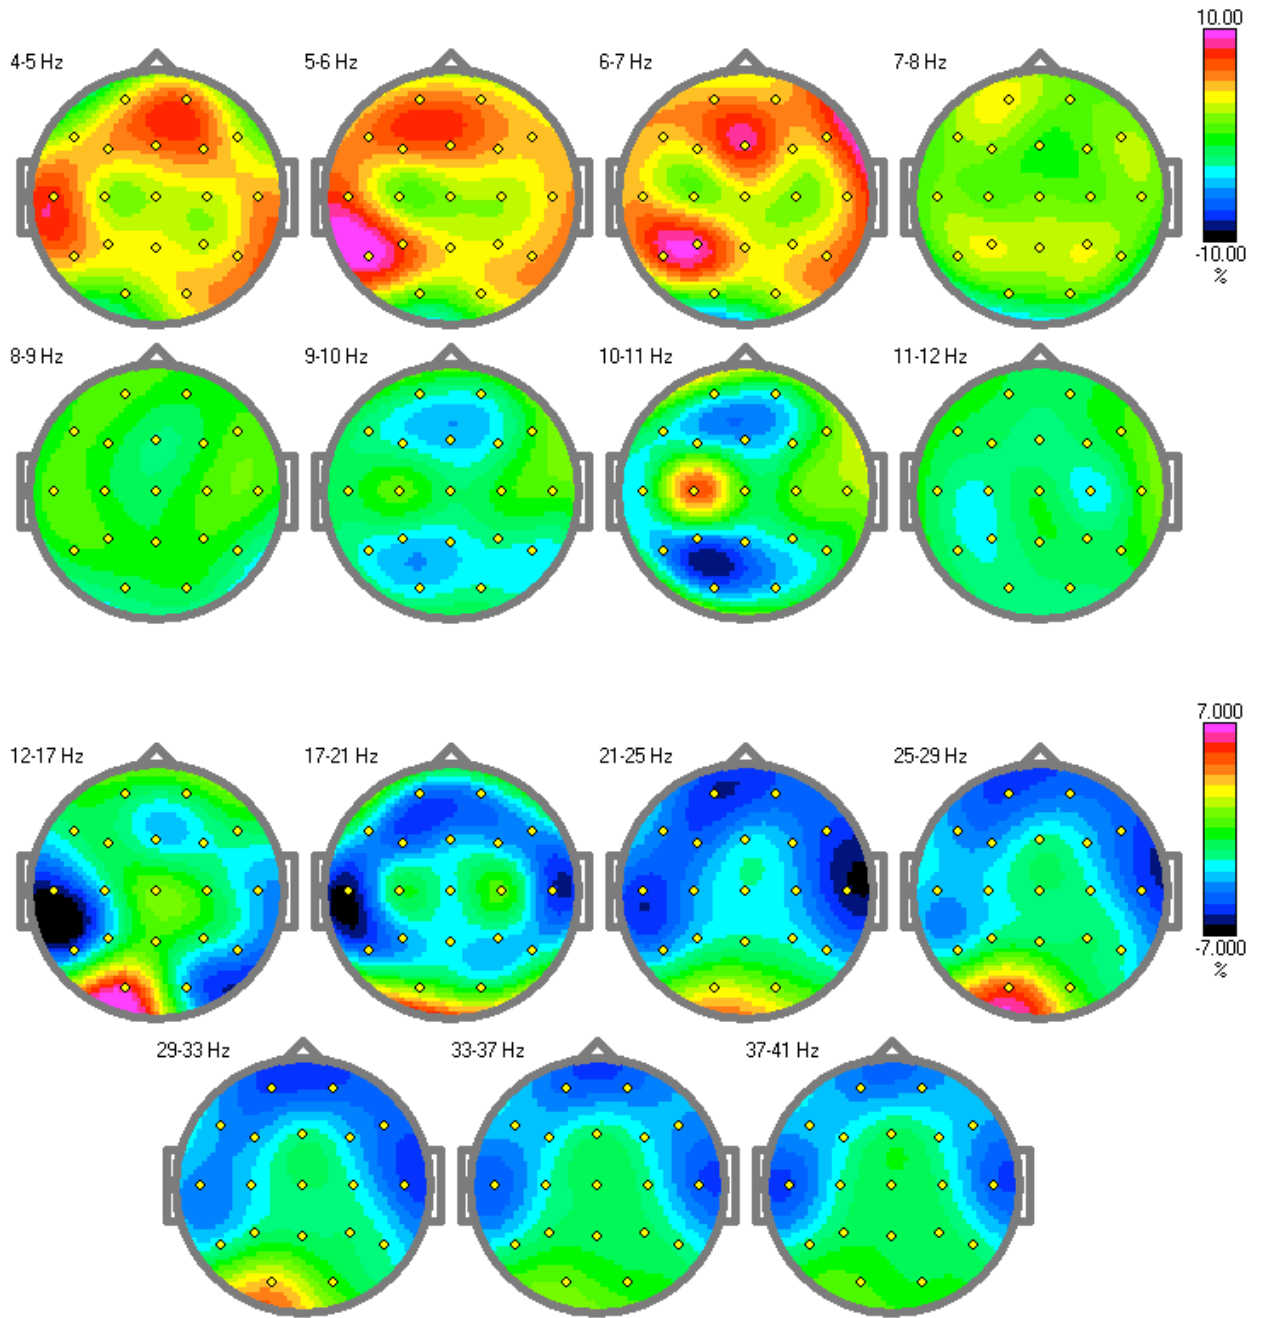 10.00
4-5 Hz
5-6 Hz
6-7 Hz
7-8 Hz
-10.00
%
8-9 Hz
9-10 Hz
10-11 Hz
11-12 Hz
7.000
12-17 Hz
17-21 Hz
21-25 Hz
25-29 Hz
-7.000
%
29-33 Hz
33-37 Hz
37-41 Hz